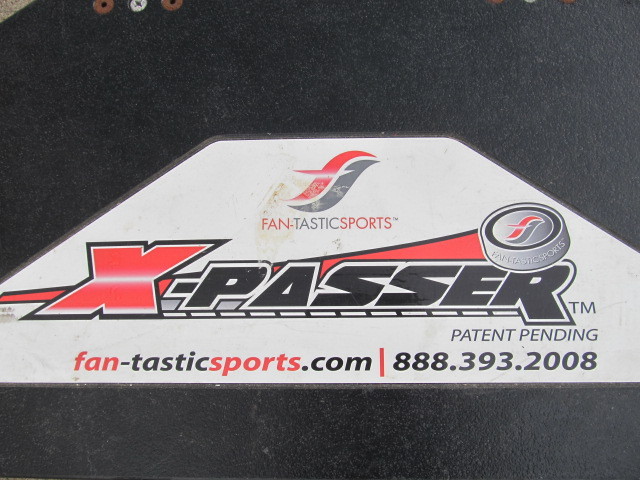 FAN-TASTICSPORTS™
FAN-TASTICSPORTS
X-PASSER™
PATENT PENDING
fan-tasticsports.com | 888.393.2008